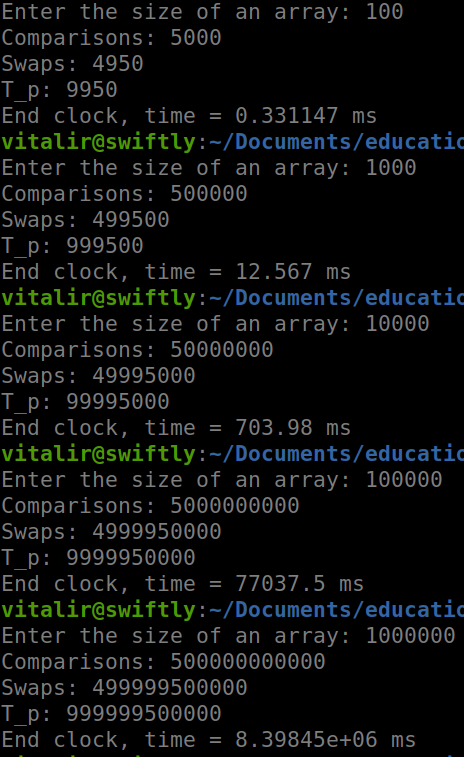 Enter the size of an array: 100
Comparisons: 5000
Swaps: 4950
T_p: 9950
End clock, time = 0.331147 ms
vitalir@swiftly:~/Documents/educatio
Enter the size of an array: 1000
Comparisons: 500000
Swaps: 499500
T_p: 999500
End clock, time = 12.567 ms
vitalir@swiftly:~/Documents/educatio
Enter the size of an array: 10000
Comparisons: 50000000
Swaps: 49995000
T_p: 99995000
End clock, time = 703.98 ms
vitalir@swiftly:~/Documents/educatio
Enter the size of an array: 100000
Comparisons: 5000000000
Swaps: 4999950000
T_p: 9999950000
End clock, time = 77037.5 ms
vitalir@swiftly:~/Documents/educatio
Enter the size of an array: 1000000
Comparisons: 500000000000
Swaps: 499999500000
T_p: 999999500000
End clock, time = 8.39845e+06 ms